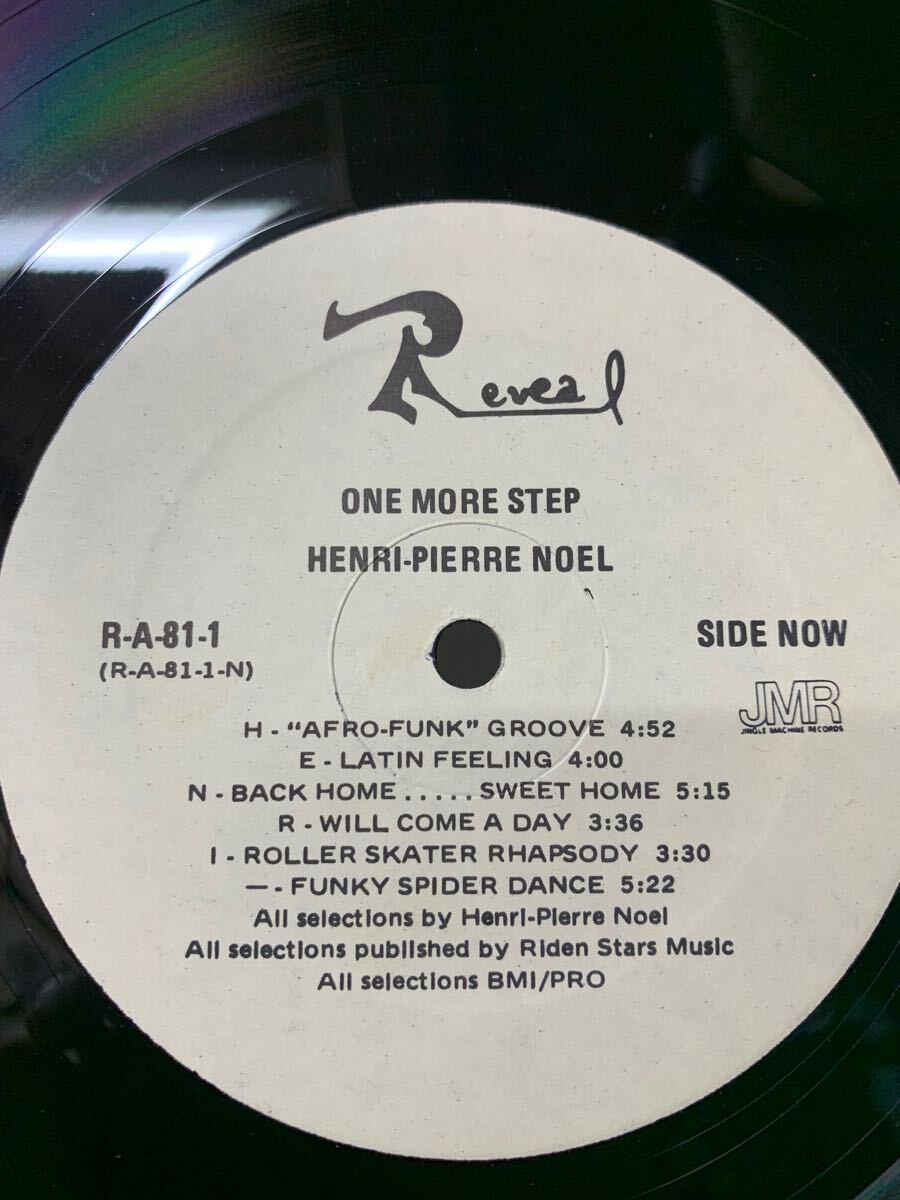 Reveal
ONE MORE STEP
HENRI-PIERRE NOEL
R-A-81-1
(R-A-81-1-N)
SIDE NOW
JMR
JINGLE MACHINE RECORDS
H - "AFRO-FUNK" GROOVE 4:52
E - LATIN FEELING 4:00
N - BACK HOME ..... SWEET HOME 5:15
R - WILL COME A DAY 3:36
I - ROLLER SKATER RHAPSODY 3:30
— - FUNKY SPIDER DANCE 5:22
All selections by Henri-Pierre Noel
All selections published by Riden Stars Music
All selections BMI/PRO